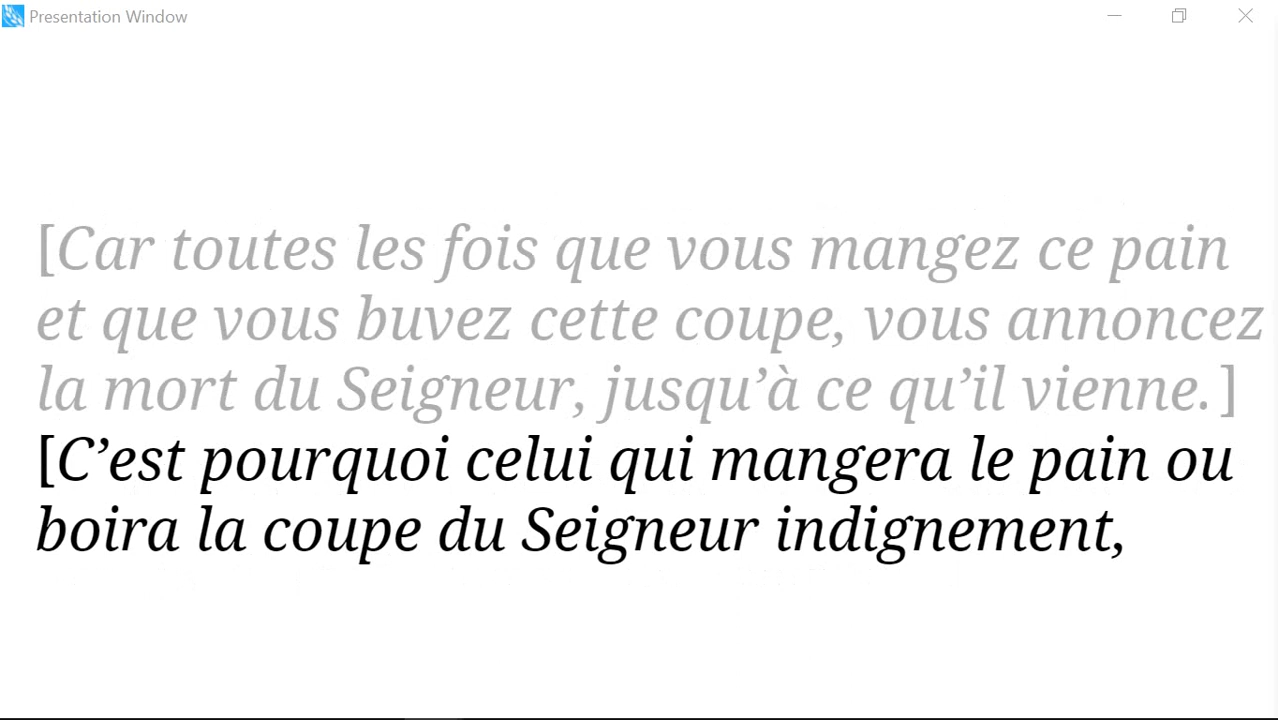 Presentation Window
[Car toutes les fois que vous mangez ce pain
et que vous buvez cette coupe, vous annoncez
la mort du Seigneur, jusqu’à ce qu’il vienne.]
[C’est pourquoi celui qui mangera le pain ou
boira la coupe du Seigneur indignement,